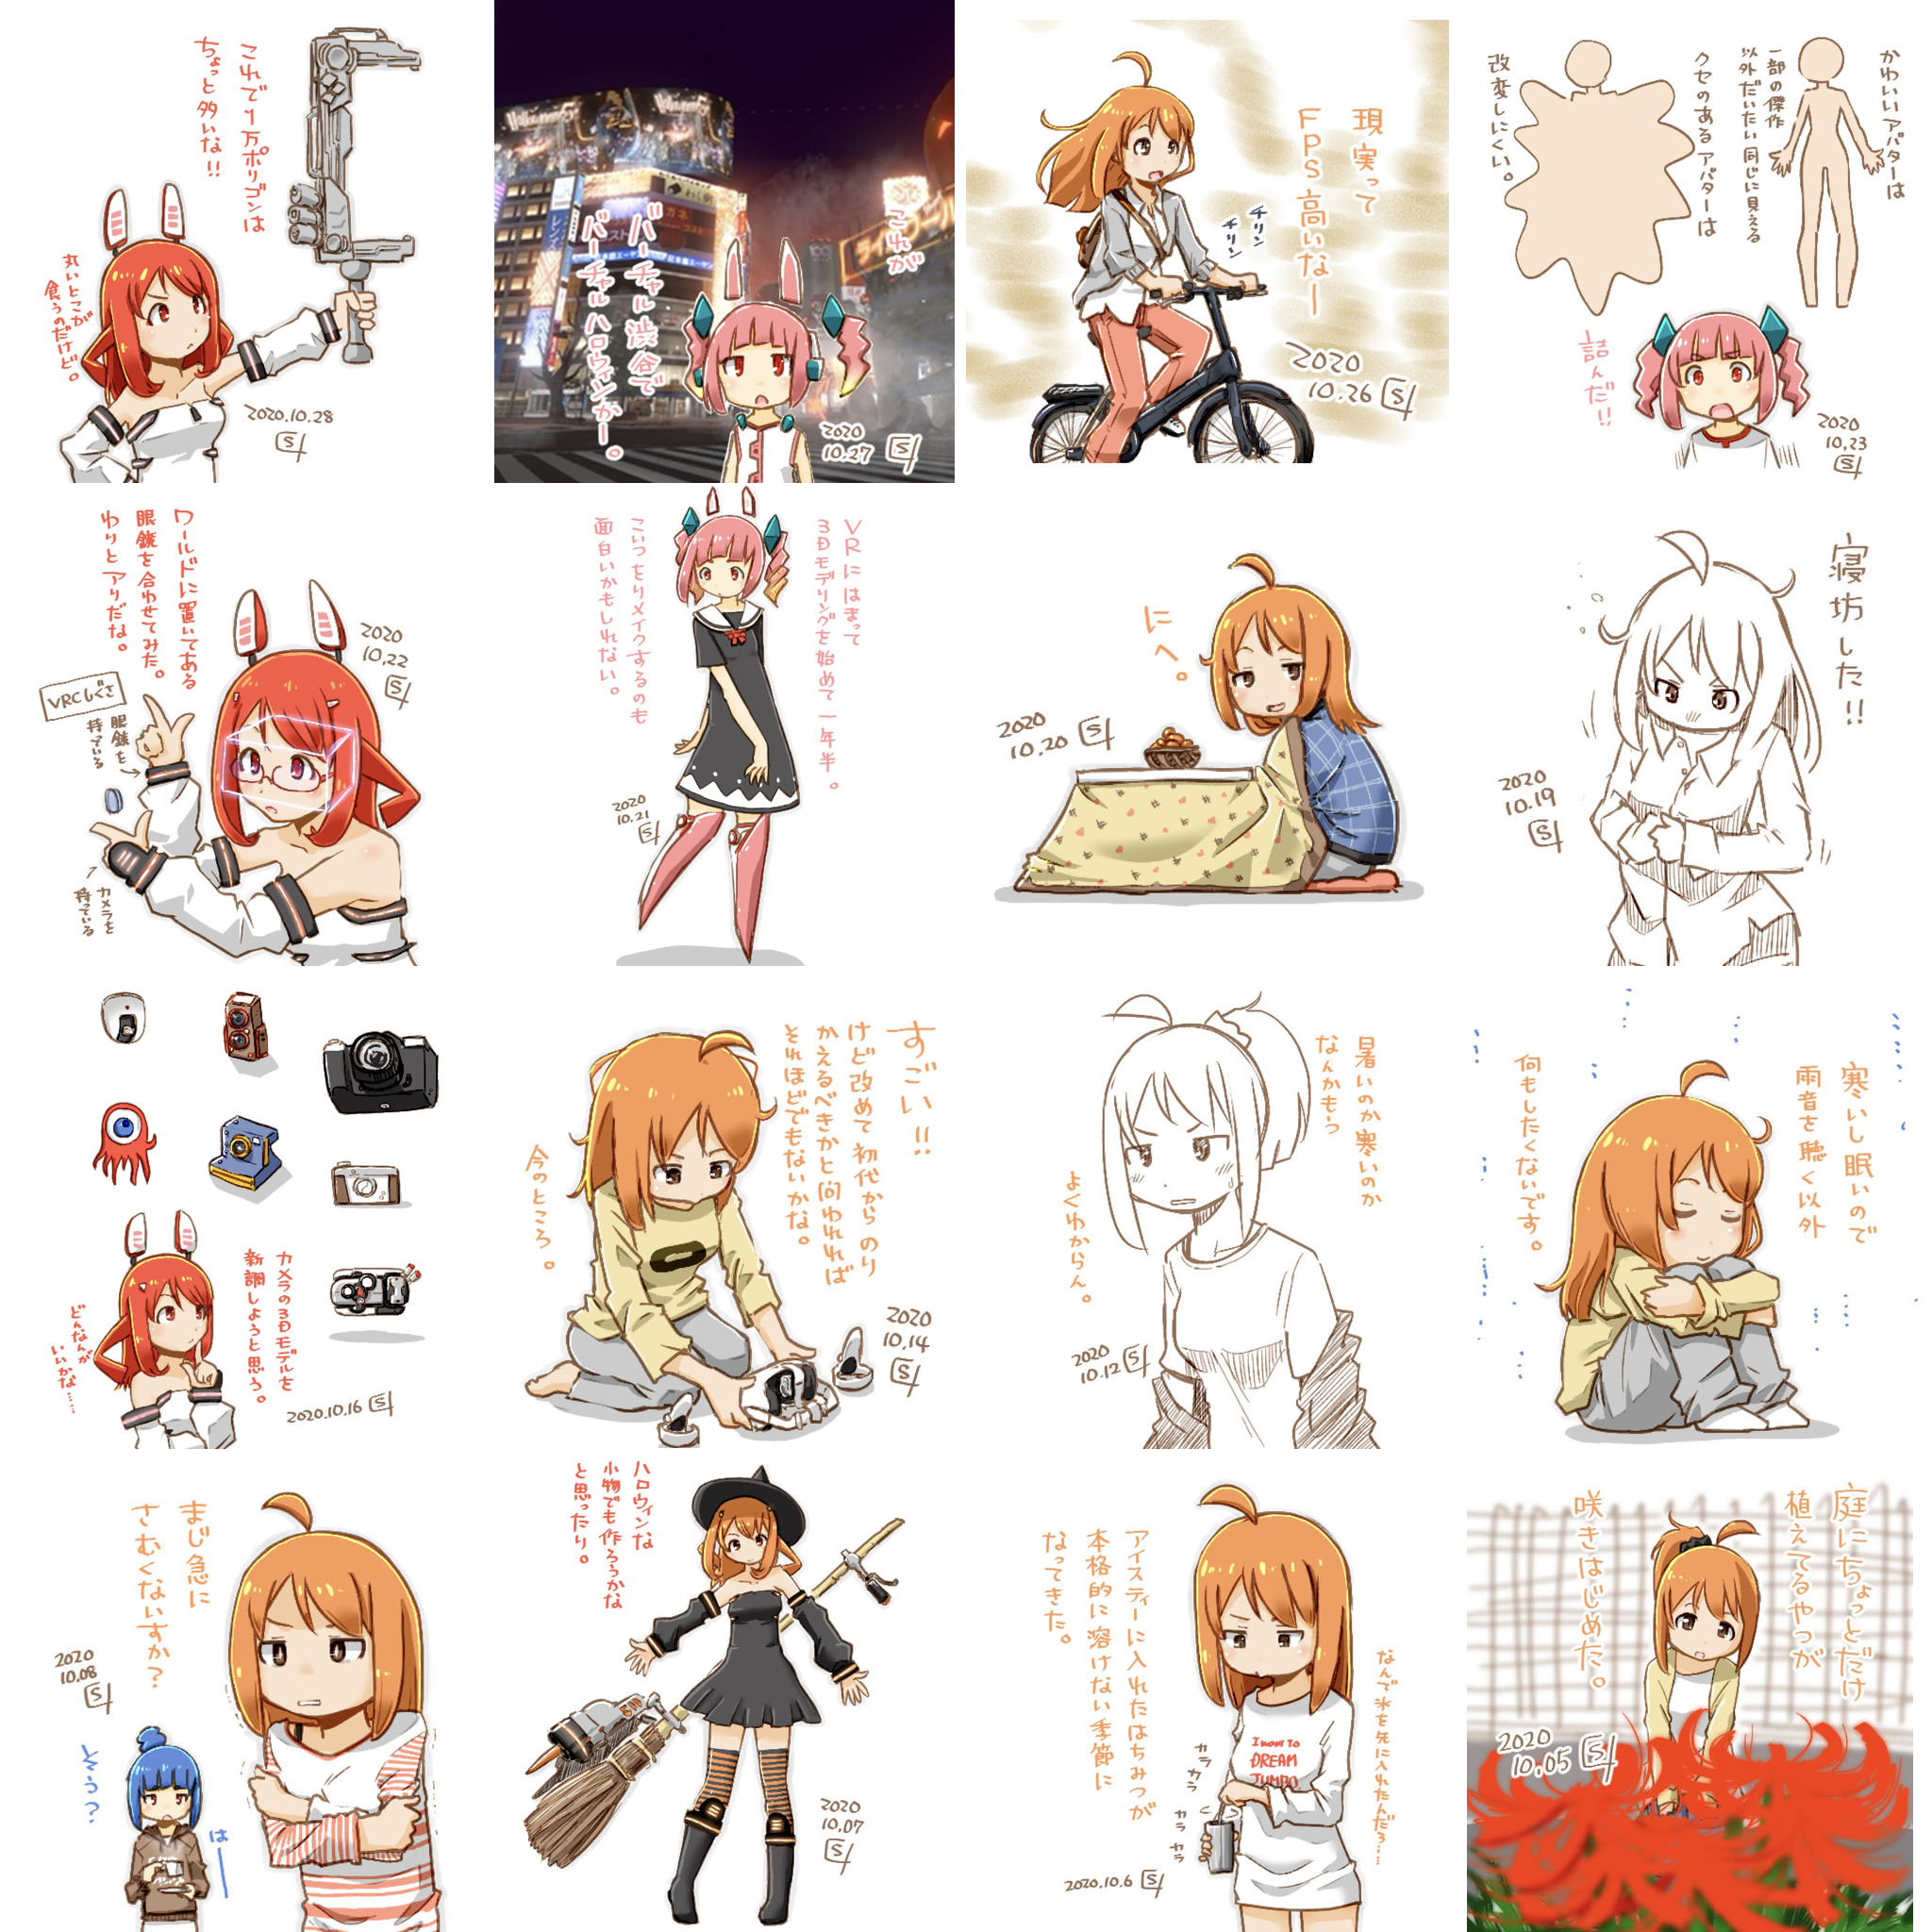 これで1万ポリゴンは
ちょっと多いな!!
丸いとこが
食うのだけど。
2020.10.28
これが
バーチャル渋谷で
バーチャルハロウィンかー。
2020
10.27
現実って
FPS高いなー
チリン
チリン
2020
10.26
かわいいアバターは
一部の傑作
以外だいたい同じに見える
クセのあるアバターは
改変しにくい。
詰んだ!!
2020
10.23
ワールドに置いてある
眼鏡を合わせてみた。
わりとアリだな。
2020
10.22
VRCしぐさ
眼鏡を
持っている
カメラを
持っている
VRにはまって
3Dモデリングを始めて一年半。
こいつをリメイクするのも
面白いかもしれない。
2020
10.21
にへ。
2020
10.20
寝坊した!!
2020
10.19
カメラの3Dモデルを
新調しようと思う。
どんなんが
いいかな……
2020.10.16
すごい!!
けど改めて初代からのり
かえるべきかと問われれば
それほどでもないかな。
今のところ。
2020
10.14
暑いのか寒いのか
なんかもうっ
よくわからん。
2020
10.12
寒いし眠いので
雨音を聴く以外
何もしたくないです。
まじ急に
さむくないすか?
2020
10.08
そう?
は
ハロウィンな
小物でも作ろうかな
と思ったり。
2020
10.07
アイスティーに入れたはちみつが
本格的に溶けない季節に
なってきた。
なんで氷を先に入れたんだろ…
カラ
カラ
カラ
カラ
I WANT TO
DREAM
JUMBO
2020.10.6
庭にちょっとだけ
植えてるやつが
咲きはじめた。
2020
10.05